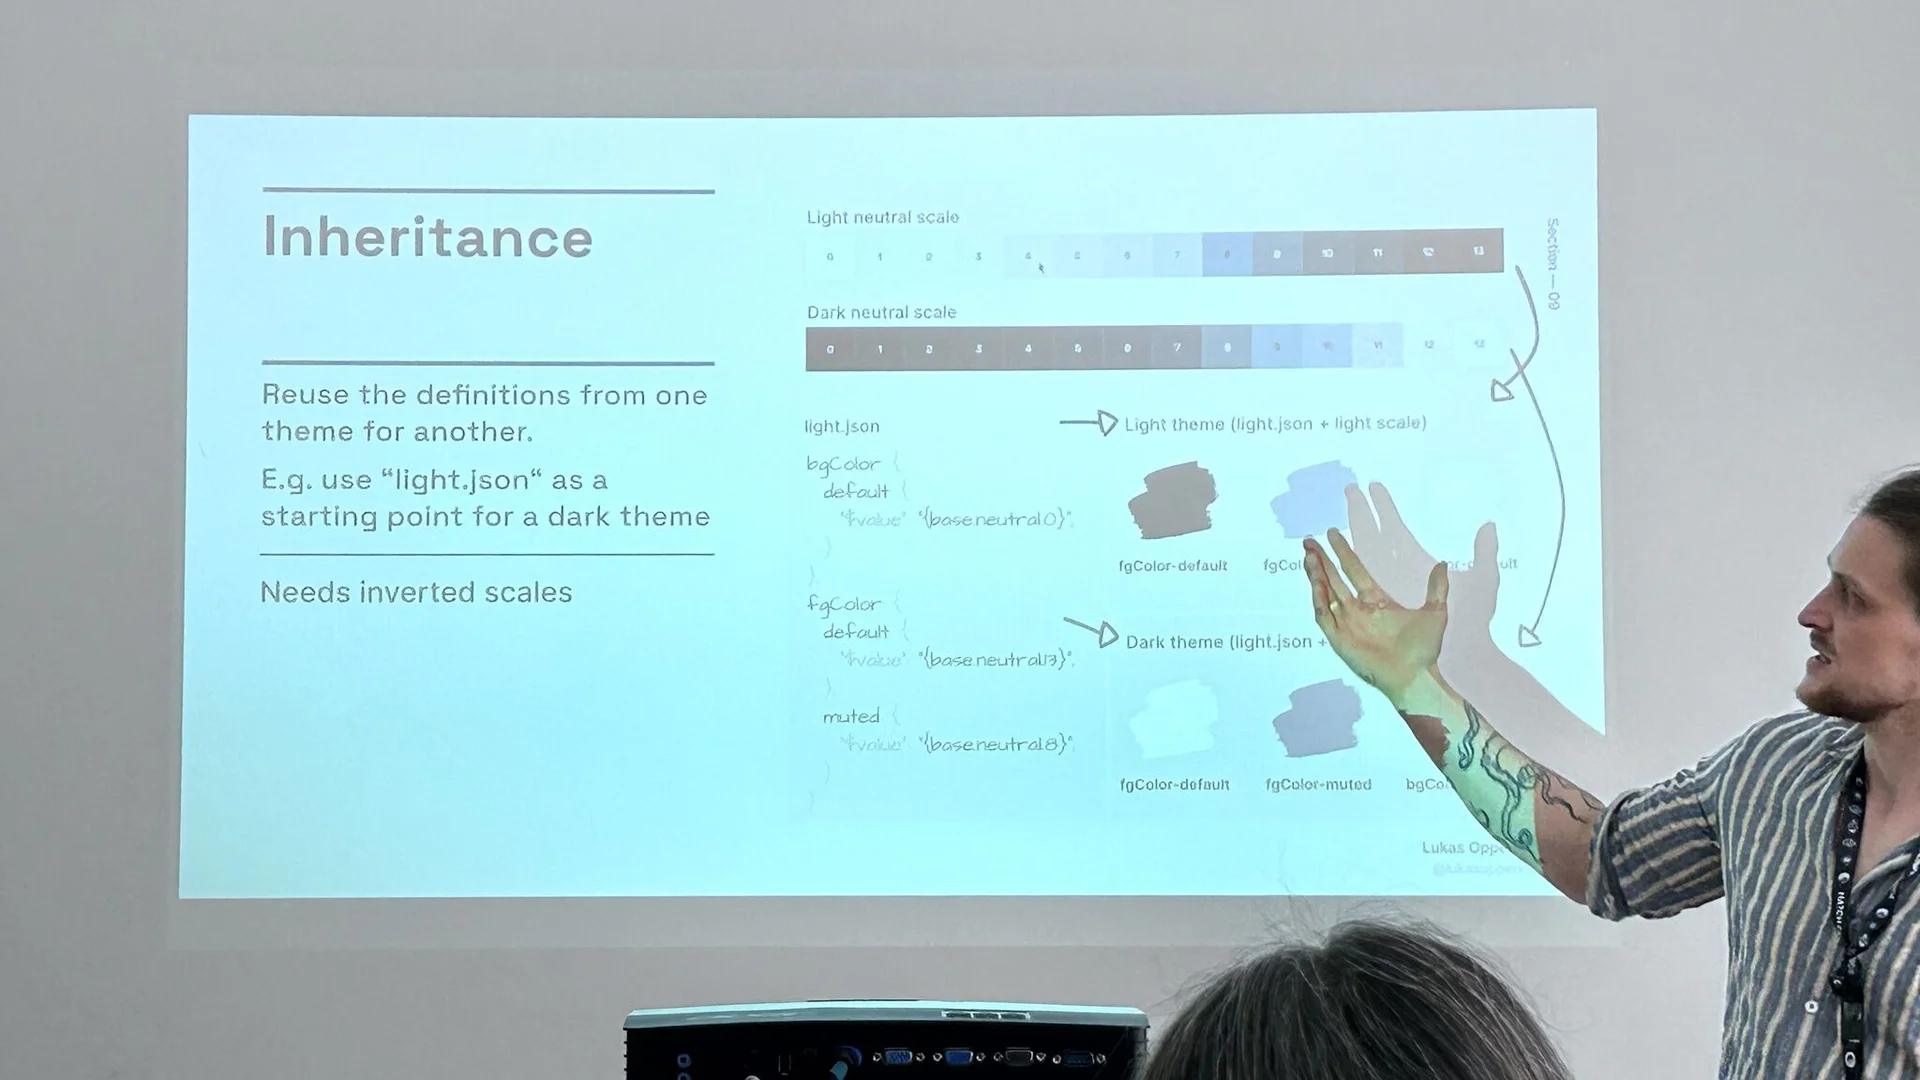 Inheritance
Reuse the definitions from one
theme for another.
E.g. use “light.json“ as a
starting point for a dark theme
Needs inverted scales
Light neutral scale
0 1 2 3 4 5 6 7 8 9 10 11 12 13
Dark neutral scale
0 1 2 3 4 5 6 7 8 9 10 11 12 13
light.json
bgColor {
default {
"$value" "{base.neutral.0}",
}
}
fgColor {
default {
"$value" "{base.neutral.13}",
}
muted {
"$value" "{base.neutral.8}",
}
}
Light theme (light.json + light scale)
fgColor-default
Dark theme (light.json +
fgColor-default fgColor-muted
Section — 09
Lukas